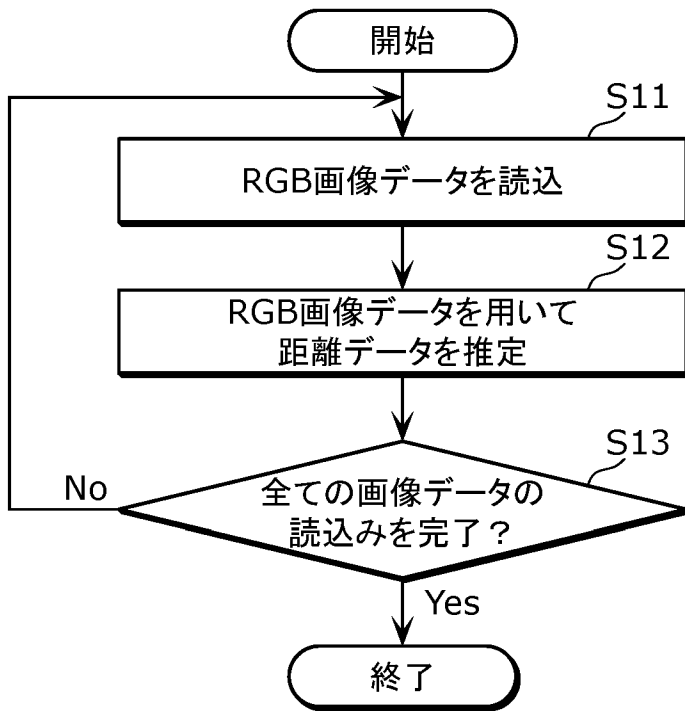 開始
S11
RGB画像データを読込
S12
RGB画像データを用いて
距離データを推定
S13
No
全ての画像データの
読込みを完了？
Yes
終了